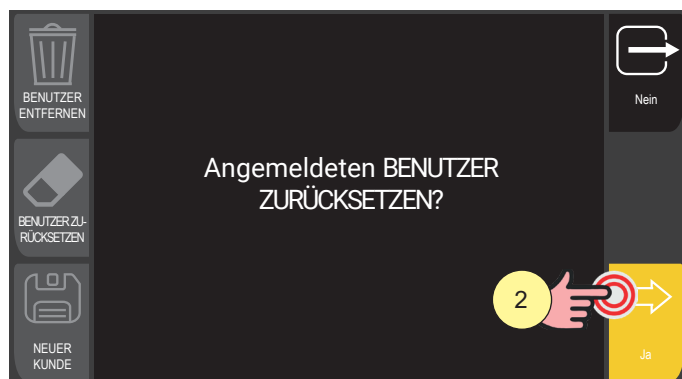 BENUTZER
ENTFERNEN
Nein
Angemeldeten BENUTZER
ZURÜCKSETZEN?
BENUTZER ZU-
RÜCKSETZEN
2
NEUER
KUNDE
Ja